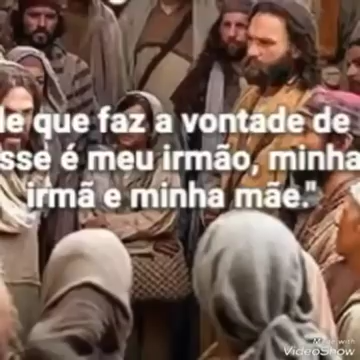 le que faz a vontade de
sse é meu irmão, minha
irmã e minha mãe."
Made with
VideoShow